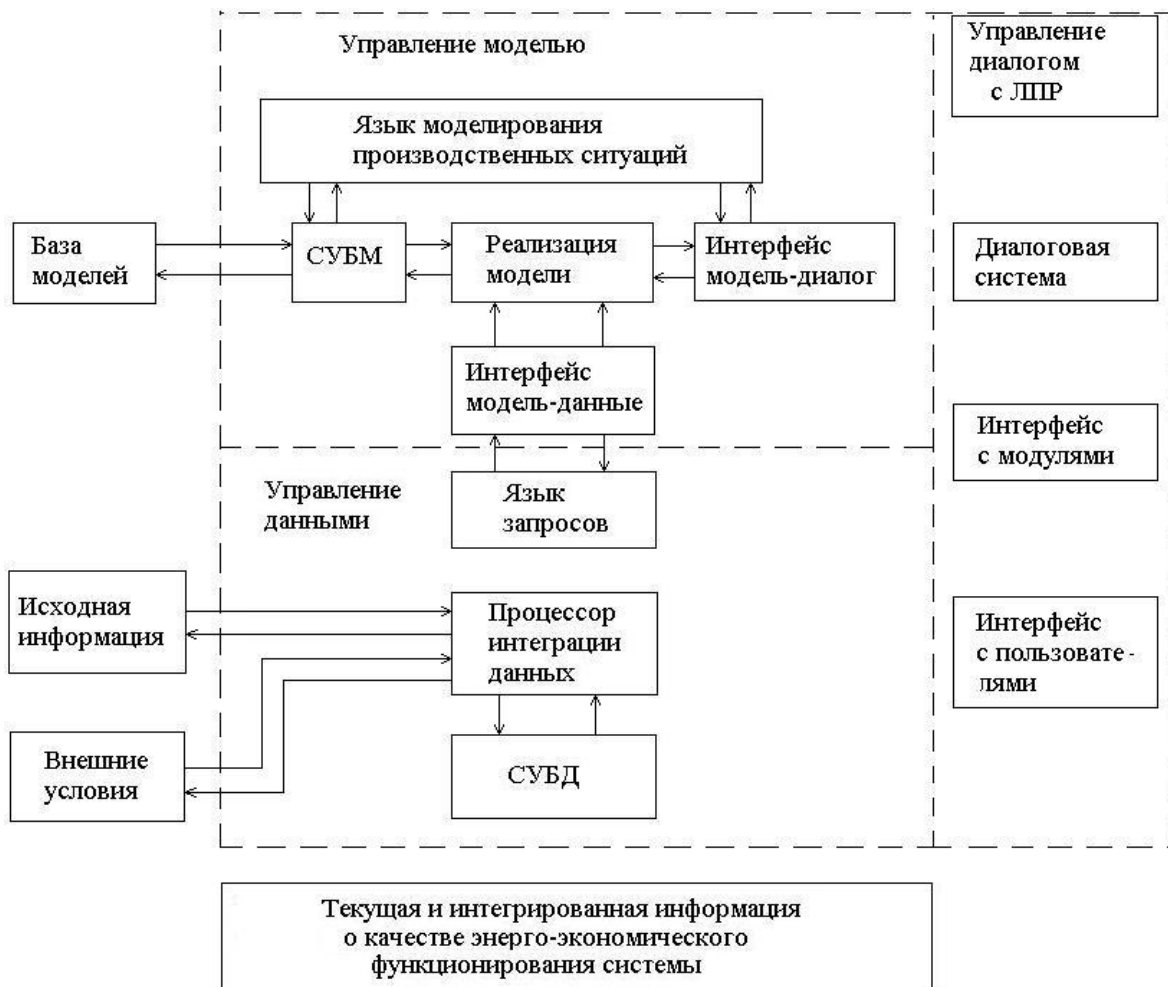 Управление моделью
Управление
диалогом
с ЛПР
Язык моделирования
производственных ситуаций
База
моделей
СУБМ
Реализация
модели
Интерфейс
модель-диалог
Диалоговая
система
Интерфейс
модель-данные
Интерфейс
с модулями
Управление
данными
Язык
запросов
Исходная
информация
Процессор
интеграции
данных
Интерфейс
с пользовате-
лями
Внешние
условия
СУБД
Текущая и интегрированная информация
о качестве энерго-экономического
функционирования системы